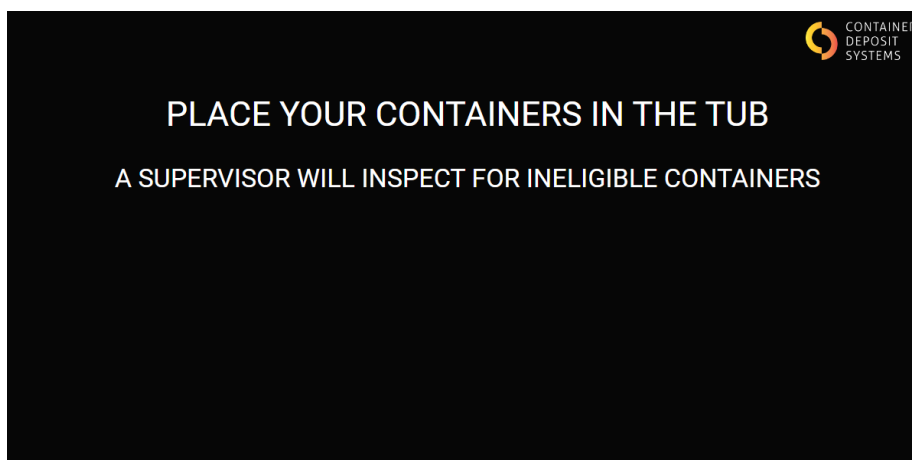 CONTAINER
DEPOSIT
SYSTEMS
PLACE YOUR CONTAINERS IN THE TUB
A SUPERVISOR WILL INSPECT FOR INELIGIBLE CONTAINERS